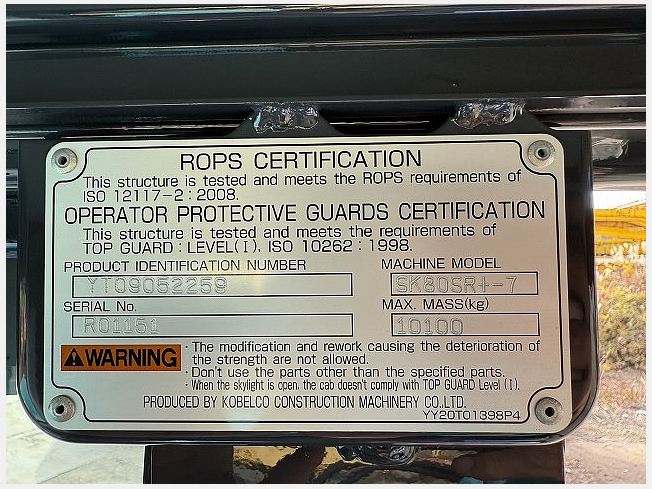 ROPS CERTIFICATION
This structure is tested and meets the ROPS requirements of
ISO 12117-2:2008.
OPERATOR PROTECTIVE GUARDS CERTIFICATION
This structure is tested and meets the requirements of
TOP GUARD:LEVEL(I), ISO 10262:1998.
PRODUCT IDENTIFICATION NUMBER
MACHINE MODEL
YT09052259
SK80SR+-7
SERIAL No.
MAX. MASS(kg)
R01151
10100
WARNING
· The modification and rework causing the deterioration of
the strength are not allowed.
· Don't use the parts other than the specified parts.
· When the skylight is open, the cab doesn't comply with TOP GUARD Level (I).
PRODUCED BY KOBELCO CONSTRUCTION MACHINERY CO.,LTD.
YY20T01398P4